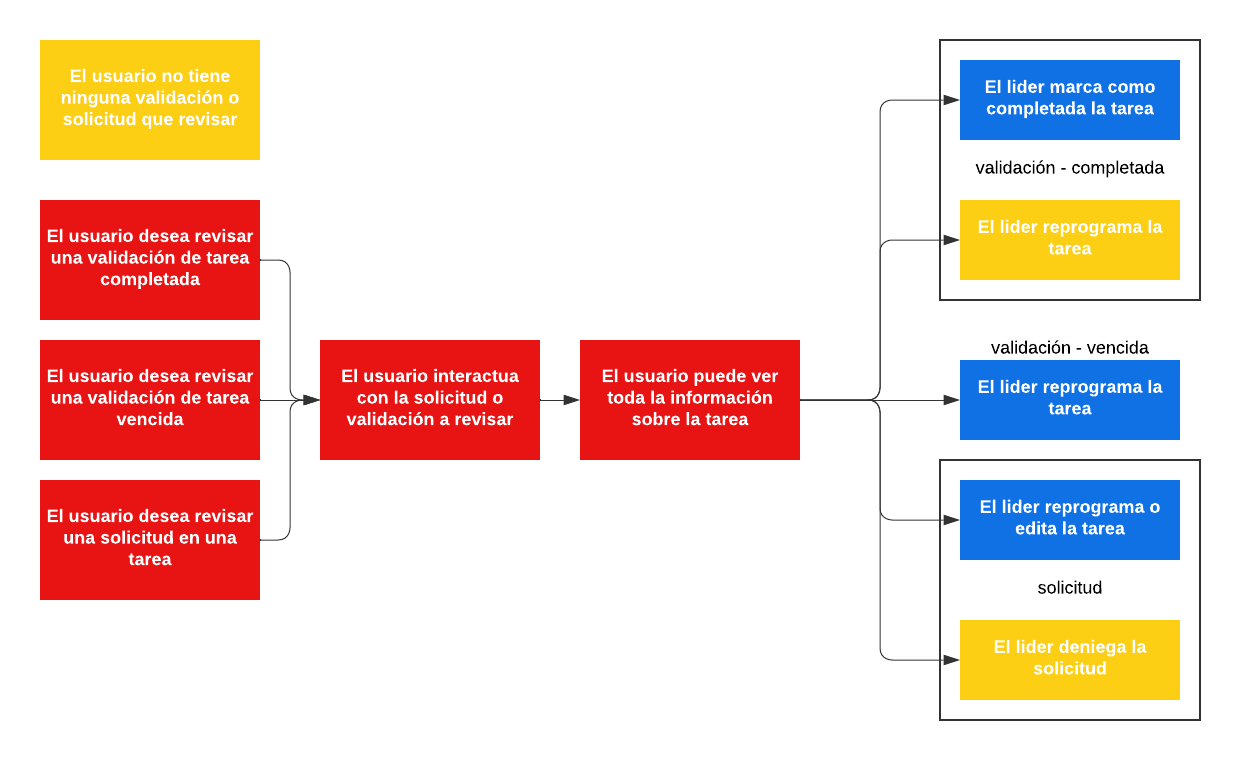 El usuario no tiene
ninguna validación o
solicitud que revisar
El usuario desea revisar
una validación de tarea
completada
El usuario desea revisar
una validación de tarea
vencida
El usuario desea revisar
una solicitud en una
tarea
El usuario interactua
con la solicitud o
validación a revisar
El usuario puede ver
toda la información
sobre la tarea
El lider marca como
completada la tarea
validación - completada
El lider reprograma la
tarea
validación - vencida
El lider reprograma la
tarea
El lider reprograma o
edita la tarea
solicitud
El lider deniega la
solicitud